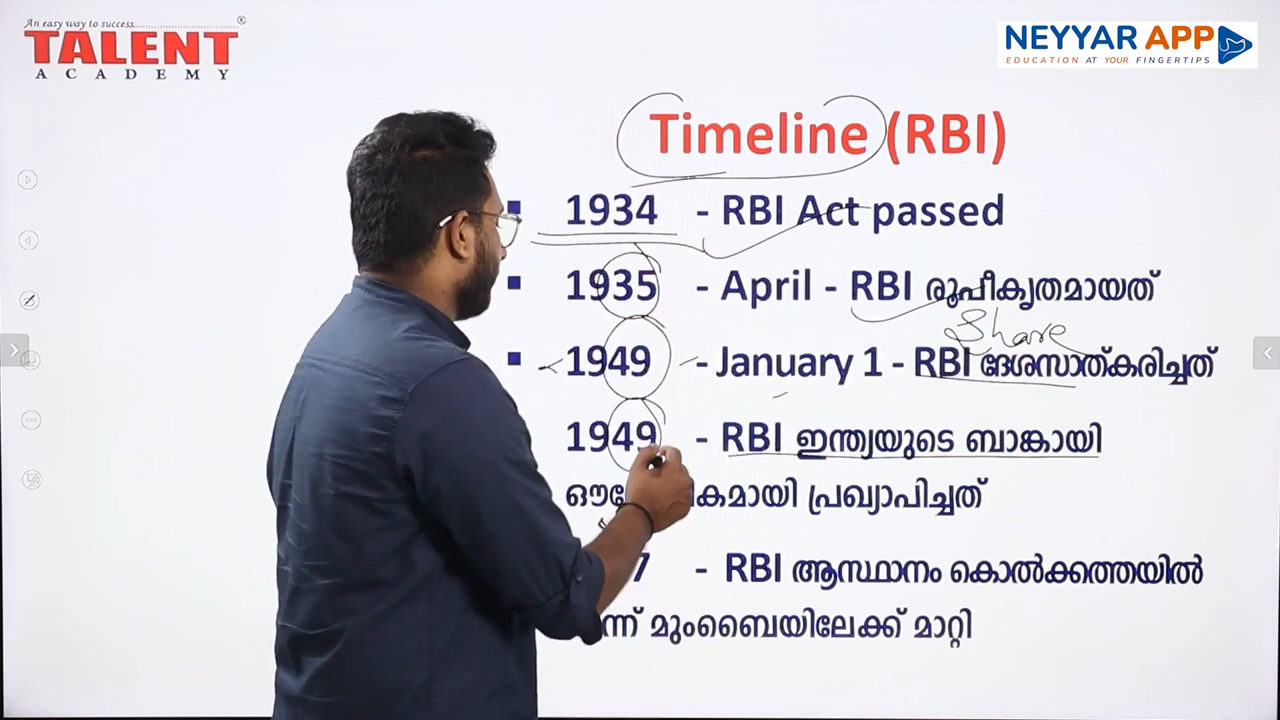 An easy way to success
TALENT
ACADEMY
NEYYAR APP
EDUCATION AT YOUR FINGERTIPS
Timeline (RBI)
1934 - RBI Act passed
1935 - April - RBI രൂപീകൃതമായത്
Share
1949 - January 1 - RBI ദേശസാത്കരിച്ചത്
1949 - RBI ഇന്ത്യയുടെ ബാങ്കായി
പ്രഖ്യാപിച്ചത്
7 - RBI ആസ്ഥാനം കൊൽക്കത്തയിൽ
മുംബൈയിലേക്ക് മാറ്റി